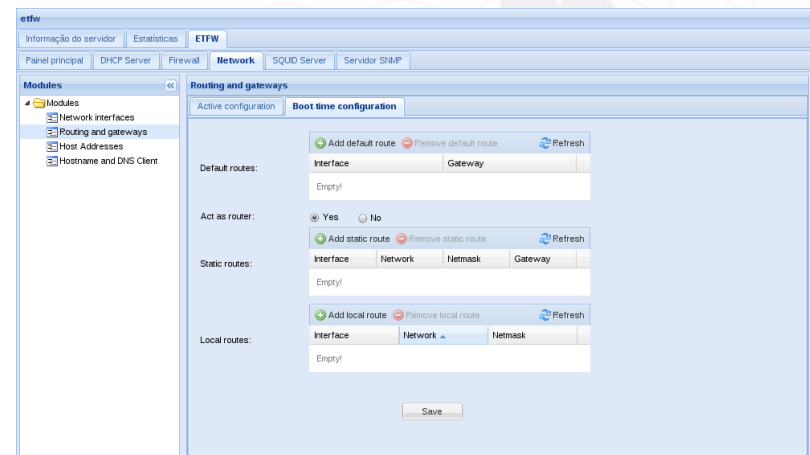 etfw
Informação do servidor Estatísticas ETFW
Painel principal DHCP Server Firewall Network SQUID Server Servidor SNMP
Modules
Modules
Network interfaces
Routing and gateways
Host Addresses
Hostname and DNS Client
Routing and gateways
Active configuration Boot time configuration
Default routes:
Add default route Remove default route Refresh
Interface Gateway
Empty!
Act as router: Yes No
Static routes:
Add static route Remove static route Refresh
Interface Network Netmask Gateway
Empty!
Local routes:
Add local route Remove local route Refresh
Interface Network Netmask
Empty!
Save